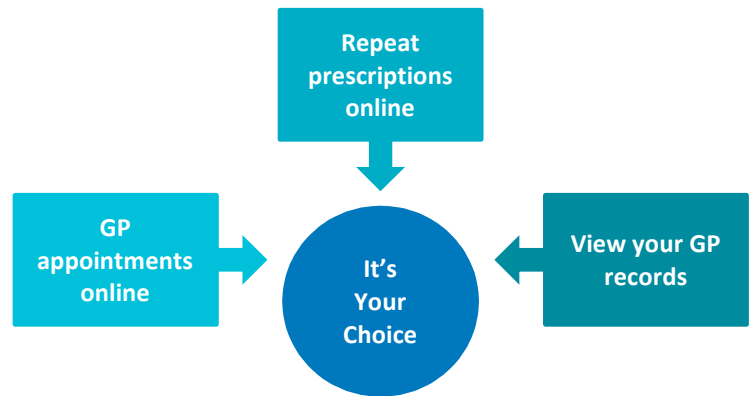 Repeat
prescriptions
online
GP
appointments
online
It’s
Your
Choice
View your GP
records